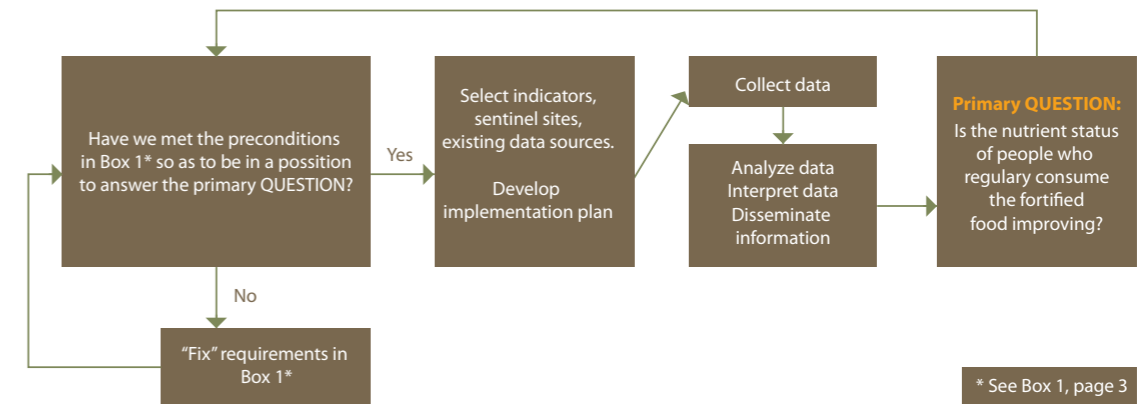 Have we met the preconditions
in Box 1* so as to be in a possition
to answer the primary QUESTION?
Yes
No
“Fix” requirements in
Box 1*
Select indicators,
sentinel sites,
existing data sources.
Develop
implementation plan
Collect data
Analyze data
Interpret data
Disseminate
information
Primary QUESTION:
Is the nutrient status
of people who
regulary consume
the fortified
food improving?
* See Box 1, page 3